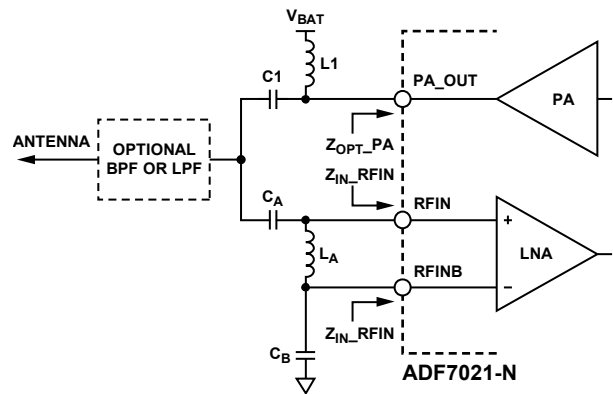 VBAT
L1
C1
PA_OUT
PA
ZOPT_PA
ANTENNA
OPTIONAL
BPF OR LPF
ZIN_RFIN
CA
RFIN
+
LA
LNA
RFINB
−
ZIN_RFIN
CB
ADF7021-N